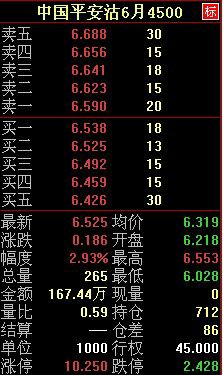 中国平安沽6月4500 标
卖五 6.688 30
卖四 6.656 15
卖三 6.641 18
卖二 6.625 15
卖一 6.590 20
买一 6.538 18
买二 6.525 13
买三 6.492 15
买四 6.459 15
买五 6.426 30
最新 6.525 均价 6.319
涨跌 0.186 开盘 6.218
幅度 2.93% 最高 6.553
总量 265 最低 6.028
金额 167.44万 现量 0
量比 0.59 持仓 712
结算 — 仓差 86
单位 1000 行权 45.000
涨停 10.250 跌停 2.428